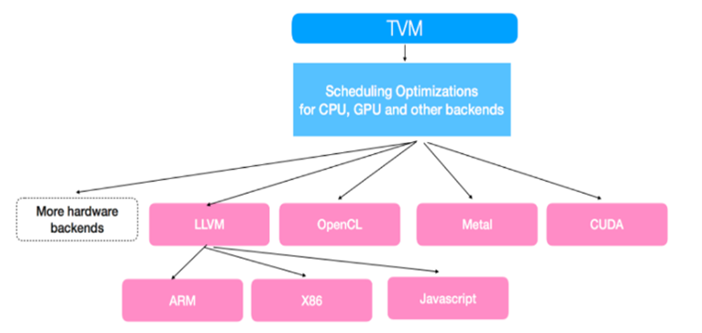 TVM
Scheduling Optimizations
for CPU, GPU and other backends
More hardware
backends
LLVM
OpenCL
Metal
CUDA
ARM
X86
Javascript